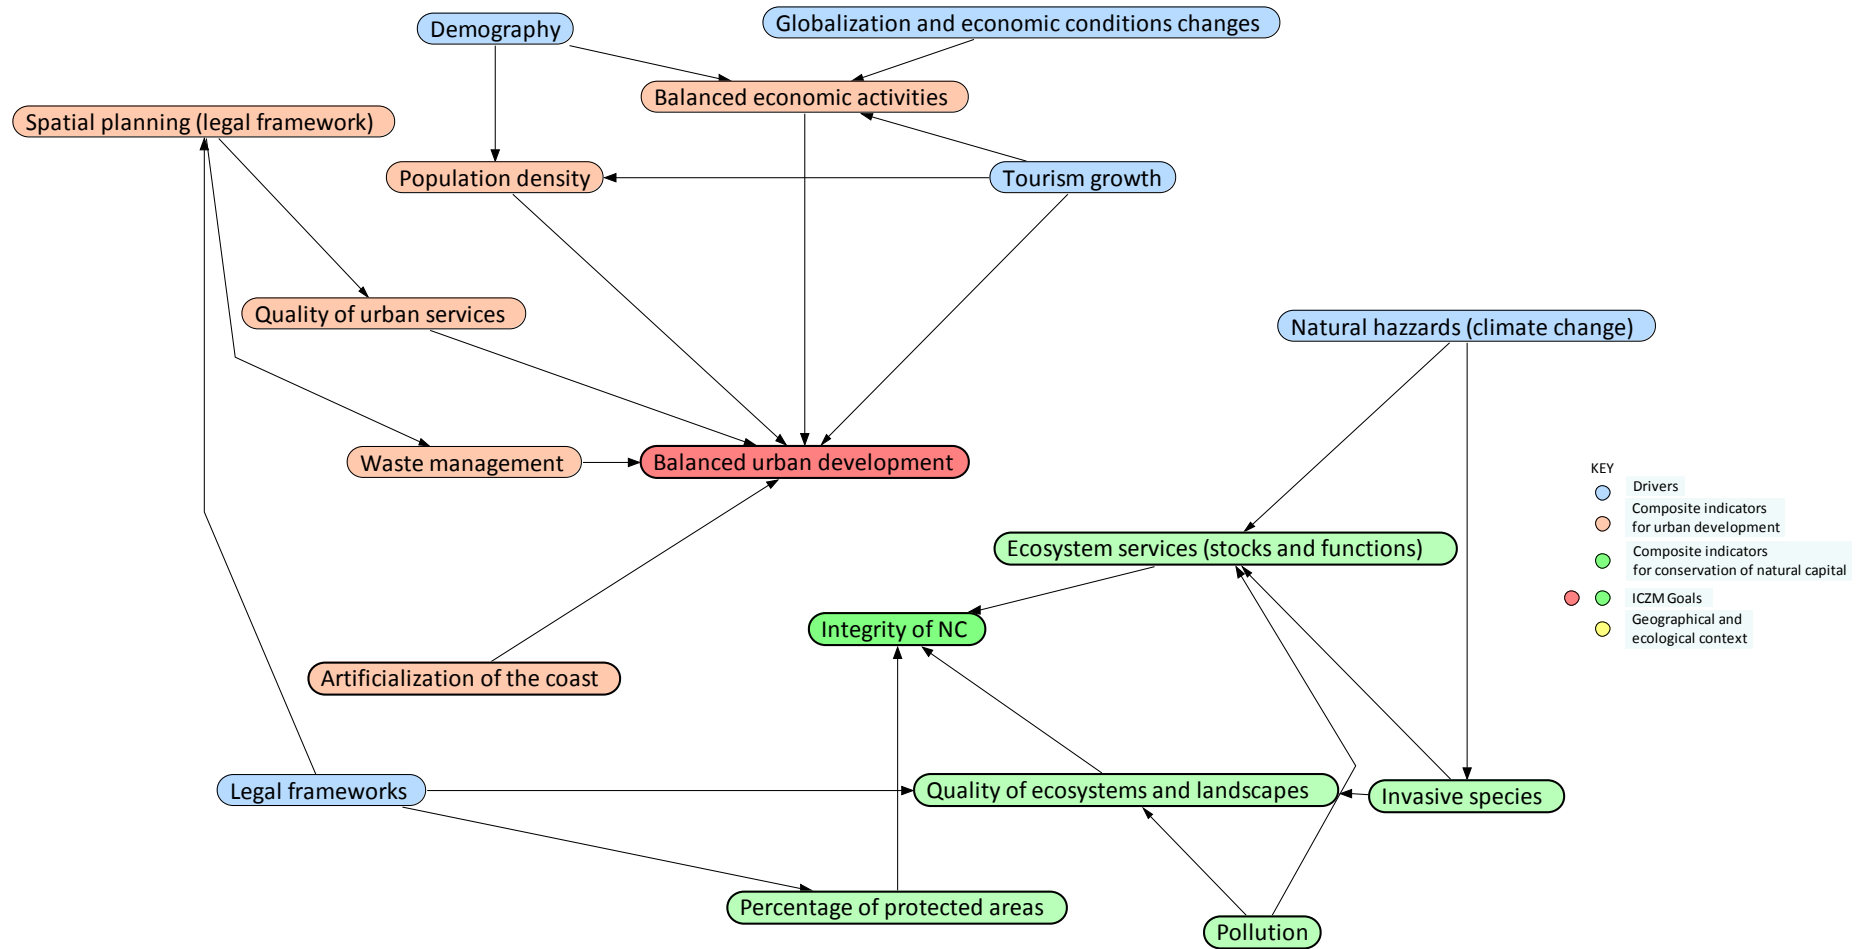 Demography
Globalization and economic conditions changes
Balanced economic activities
Spatial planning (legal framework)
Population density
Tourism growth
Quality of urban services
Natural hazzards (climate change)
Waste management
Balanced urban development
KEY
Drivers
Composite indicators
for urban development
Composite indicators
for conservation of natural capital
ICZM Goals
Geographical and
ecological context
Ecosystem services (stocks and functions)
Integrity of NC
Artificialization of the coast
Legal frameworks
Quality of ecosystems and landscapes
Invasive species
Percentage of protected areas
Pollution